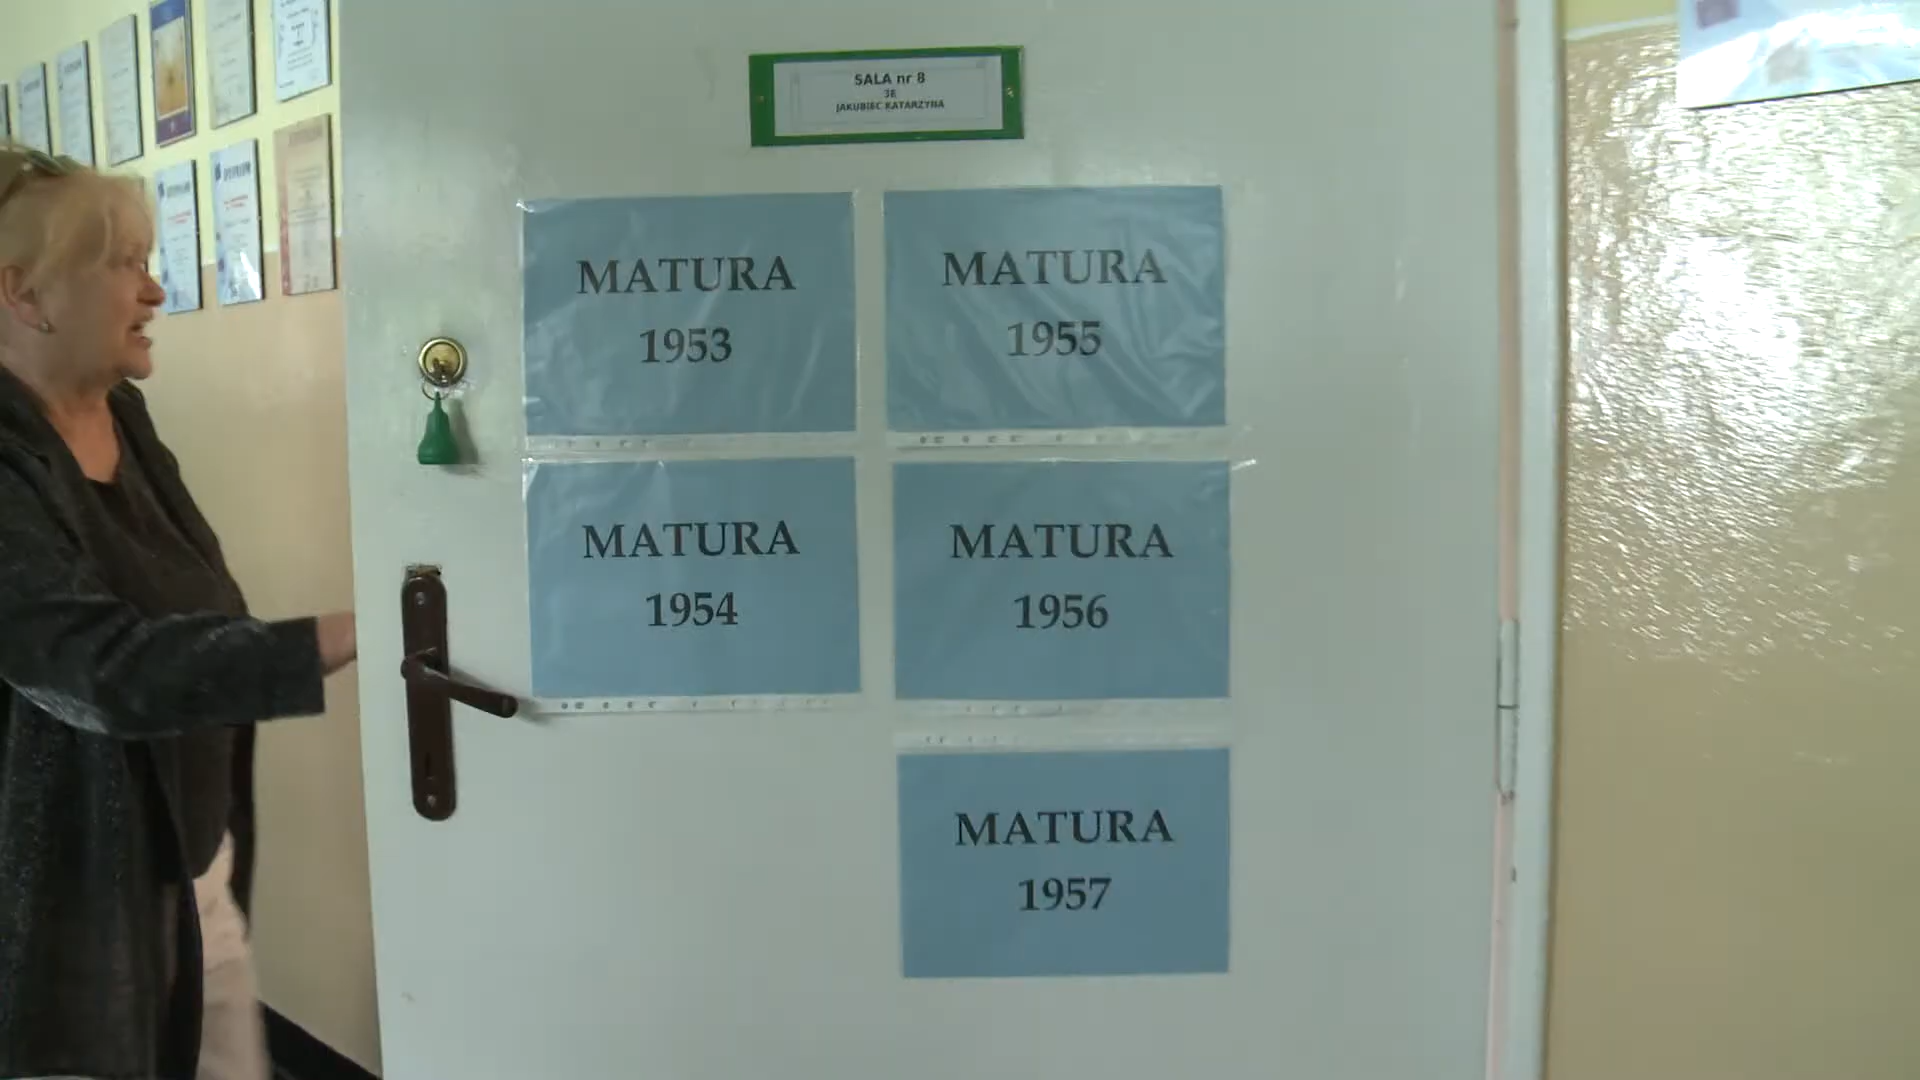 SALA nr 8
3E
JAKUBIEC KATARZYNA
MATURA
1953
MATURA
1955
MATURA
1954
MATURA
1956
MATURA
1957